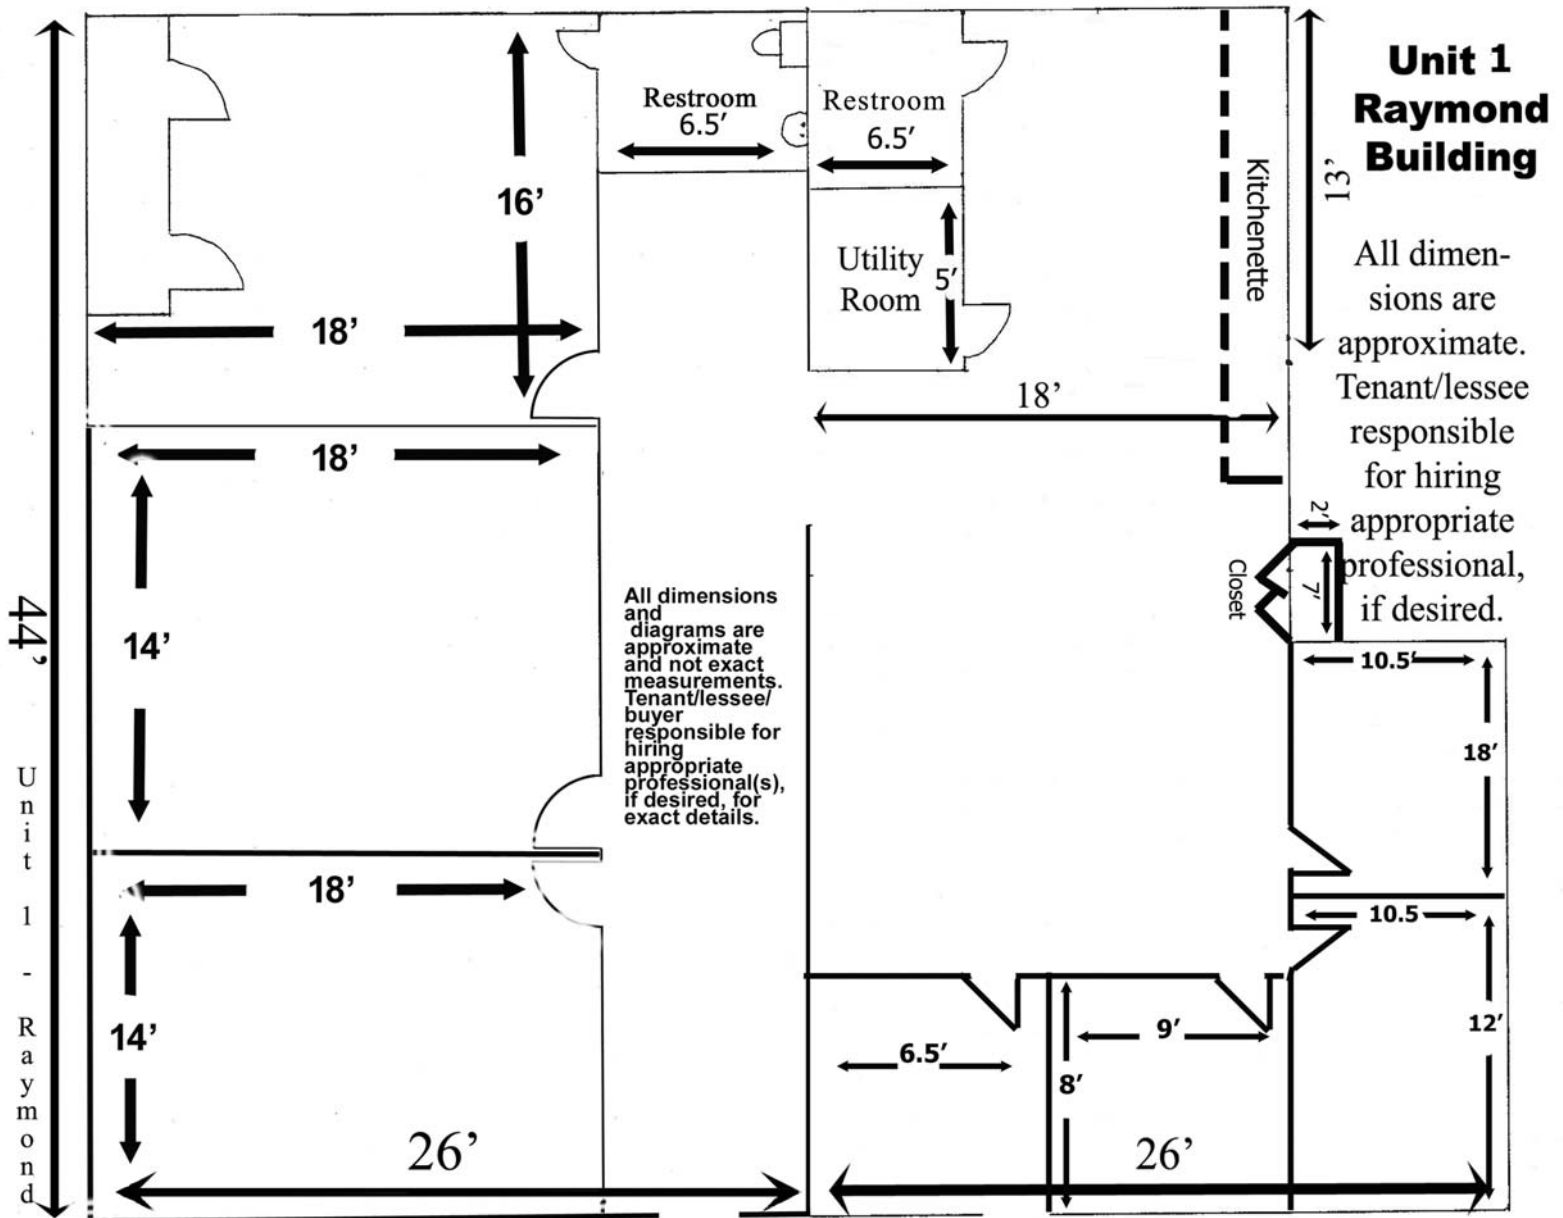 Unit 1
Raymond
Building
All dimen-
sions are
approximate.
Tenant/lessee
responsible
for hiring
appropriate
professional,
if desired.
Restroom
6.5’
Restroom
6.5’
16’
Utility
Room
5’
Kitchenette
13’
18’
18’
18’
14’
44’
Unit 1 - Raymond
All dimensions
and
diagrams are
approximate
and not exact
measurements.
Tenant/lessee/
buyer
responsible for
hiring
appropriate
professional(s),
if desired, for
exact details.
2’
Closet
7’
10.5’
18’
18’
10.5
14’
12’
6.5’
9’
8’
26’
26’